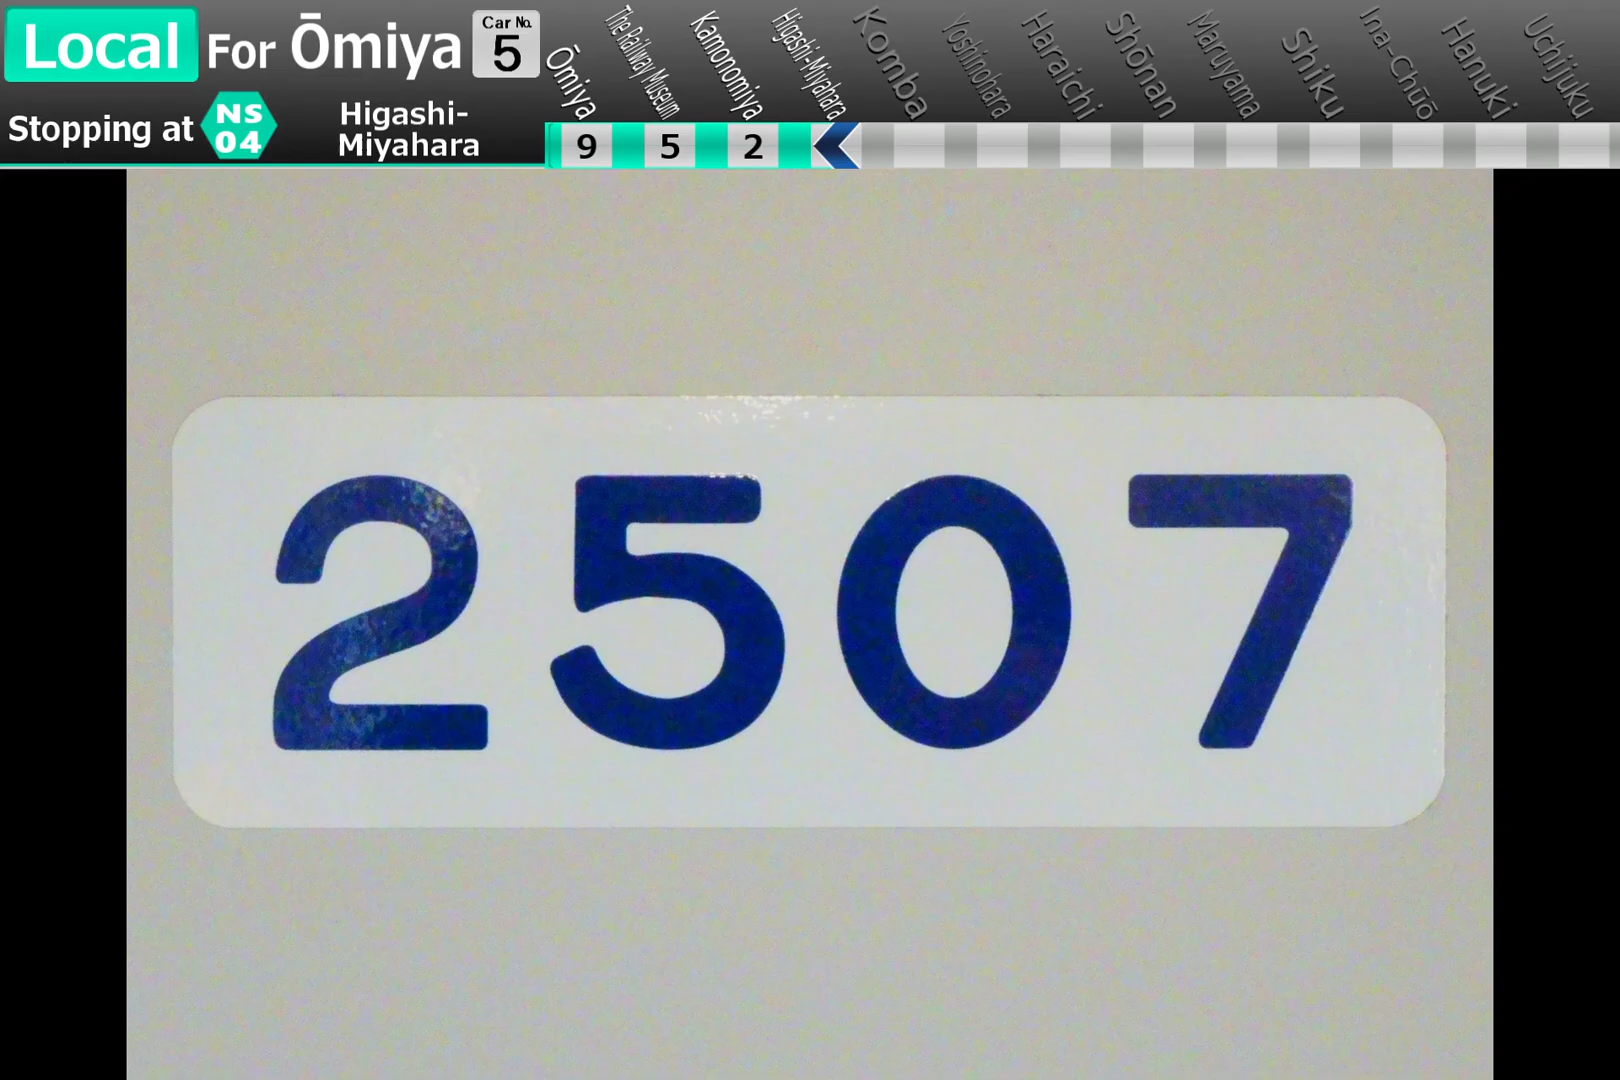 Local For Ōmiya
Car No.
5
Stopping at
NS
04
Higashi-
Miyahara
Ōmiya
The Railway Museum
Kamonomiya
Higashi-Miyahara
Komba
Yoshinohara
Haraichi
Shōnan
Maruyama
Shiku
Ina-Chūō
Hanuki
Uchijuku
9 5 2
2507